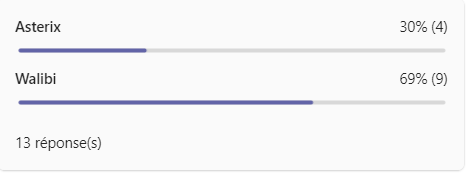 Asterix 30% (4)
Walibi 69% (9)
13 réponse(s)